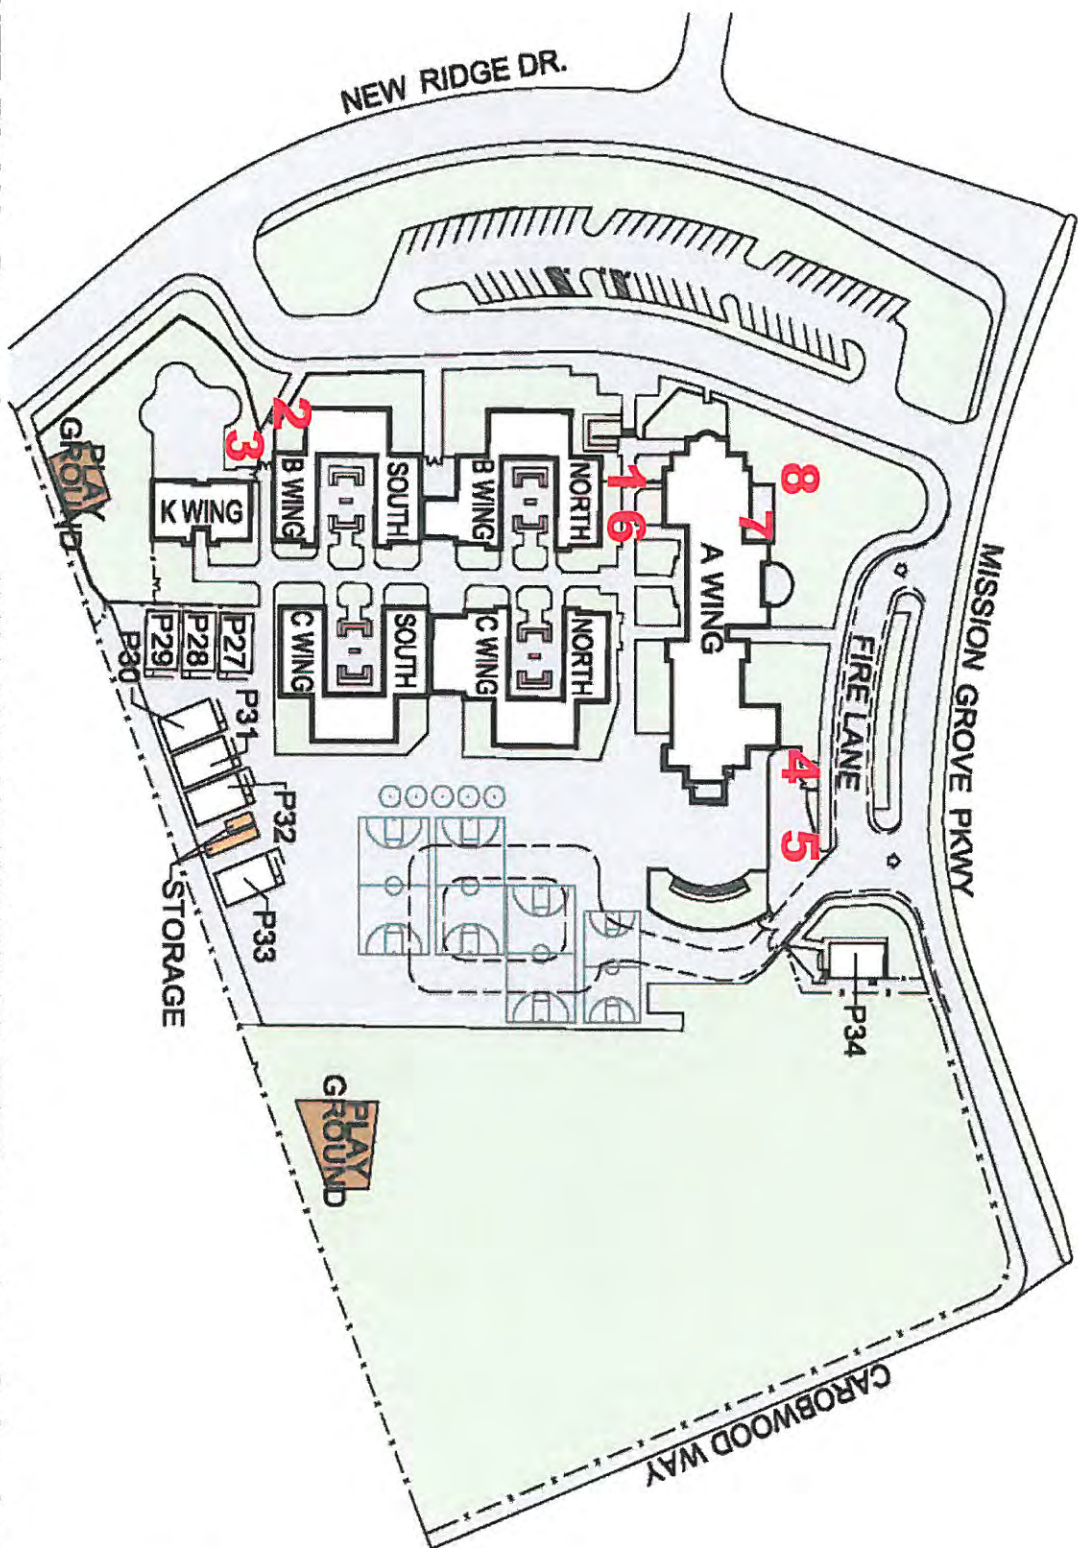 NEW RIDGE DR.
MISSION GROVE PKWY
FIRE LANE
CAROBWOOD WAY
8
7
A WING
1
6
NORTH
B WING
SOUTH
B WING
2
3
K WING
PLAY
GROUND
NORTH
C WING
SOUTH
C WING
4
5
P27
P28
P29
P30
P31
P32
P33
STORAGE
P34
PLAY
GROUND